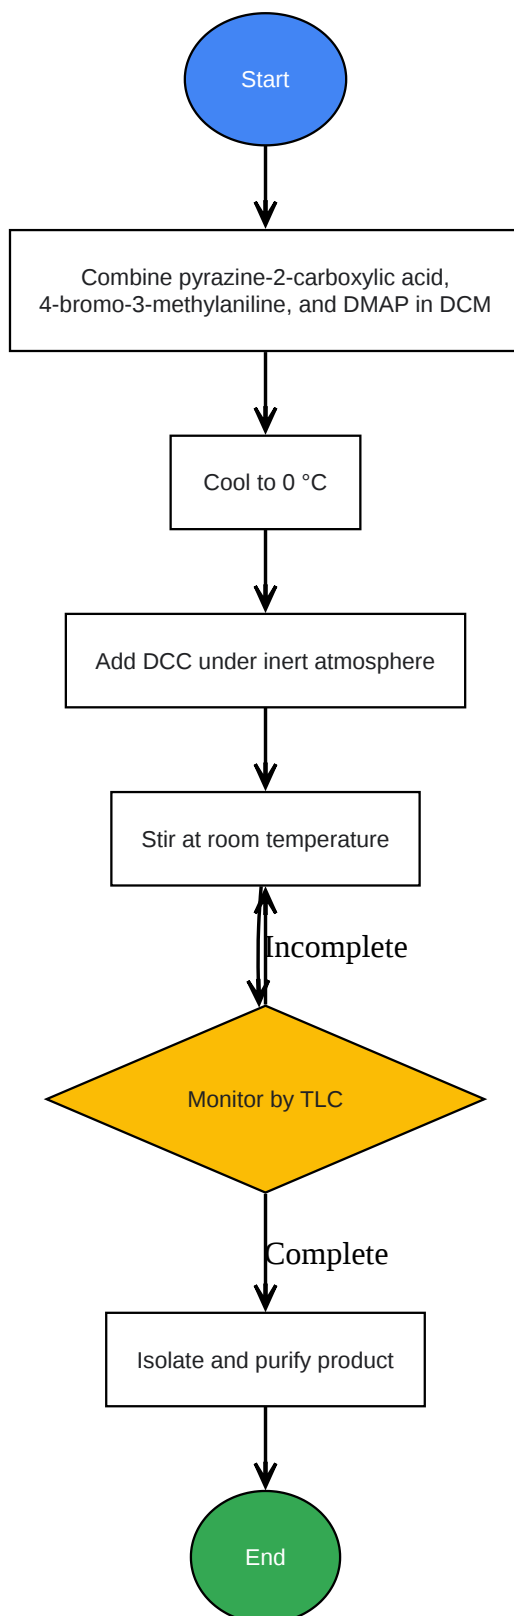 Start
Combine pyrazine-2-carboxylic acid,
4-bromo-3-methylaniline, and DMAP in DCM
Cool to 0 °C
Add DCC under inert atmosphere
Stir at room temperature
Incomplete
Monitor by TLC
Complete
Isolate and purify product
End